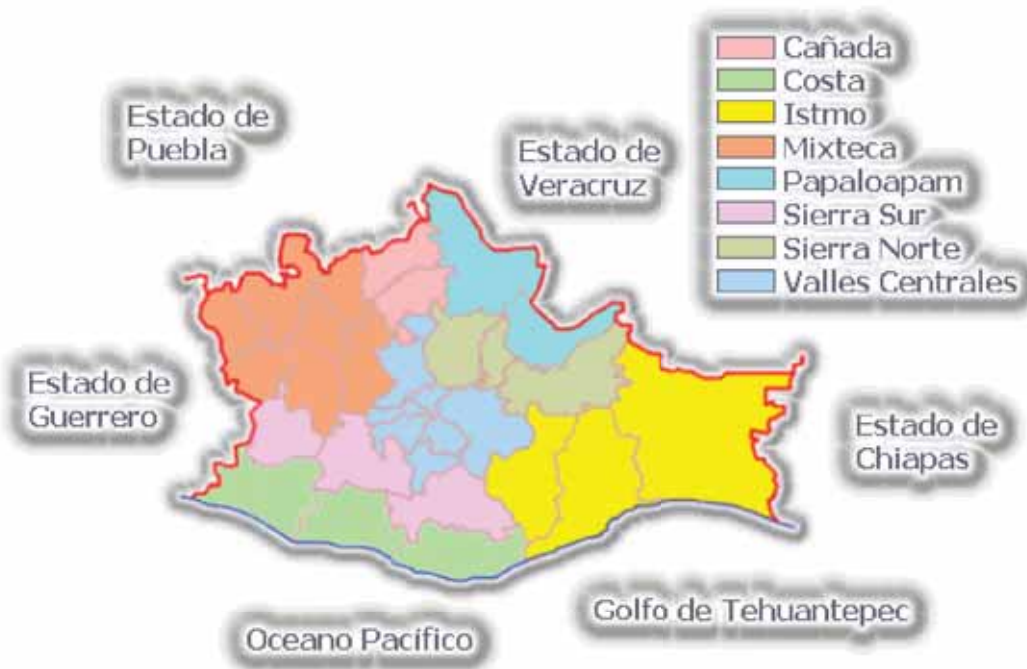 Cañada
Costa
Istmo
Mixteca
Papaloapam
Sierra Sur
Sierra Norte
Valles Centrales
Estado de
Puebla
Estado de
Veracruz
Estado de
Guerrero
Estado de
Chiapas
Golfo de Tehuantepec
Oceano Pacífico